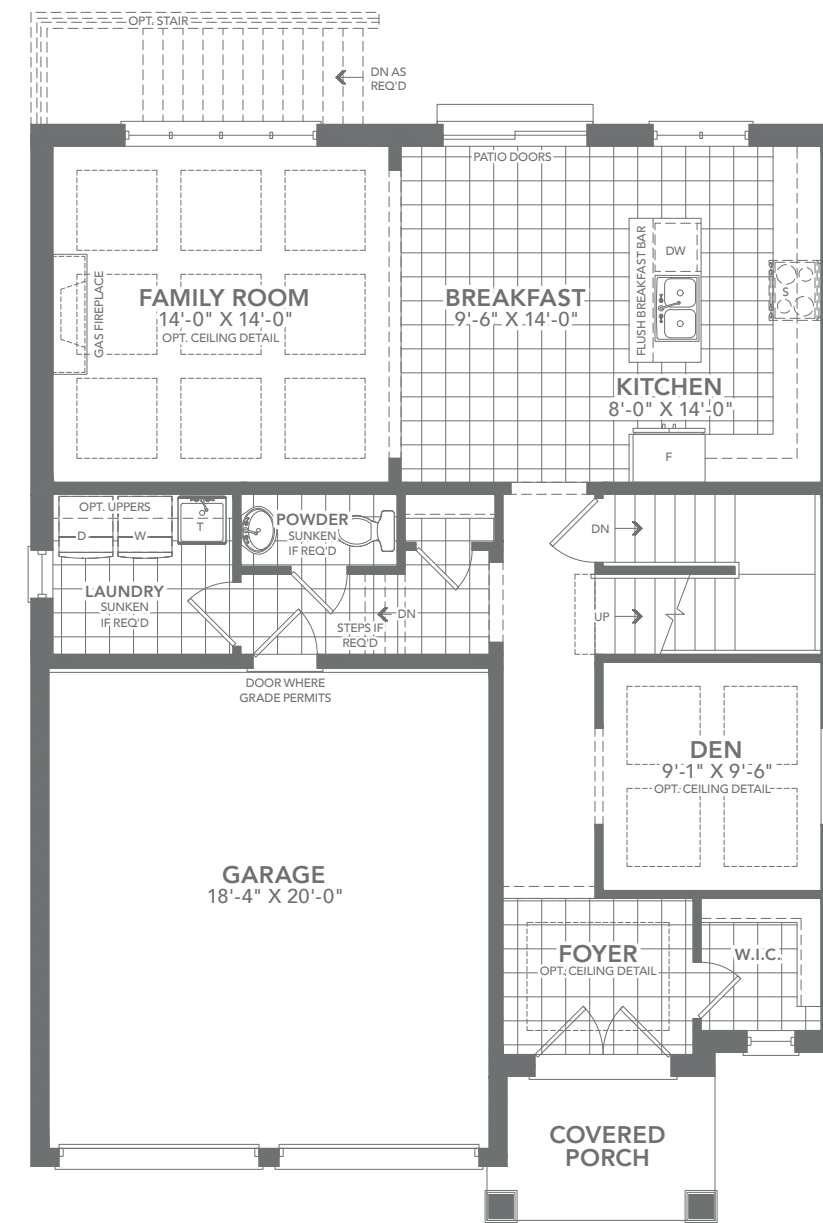 OPT. STAIR
DN AS
REQ'D
PATIO DOORS
FAMILY ROOM
14'-0" X 14'-0"
OPT. CEILING DETAIL
GAS FIREPLACE
BREAKFAST
9'-6" X 14'-0"
FLUSH BREAKFAST BAR
DW
S
KITCHEN
8'-0" X 14'-0"
F
OPT. UPPERS
D
W
T
POWDER
SUNKEN
IF REQ'D
DN
LAUNDRY
SUNKEN
IF REQ'D
DN
STEPS IF
REQ'D
UP
DOOR WHERE
GRADE PERMITS
DEN
9'-1" X 9'-6"
OPT. CEILING DETAIL
GARAGE
18'-4" X 20'-0"
FOYER
OPT. CEILING DETAIL
W.I.C.
COVERED
PORCH